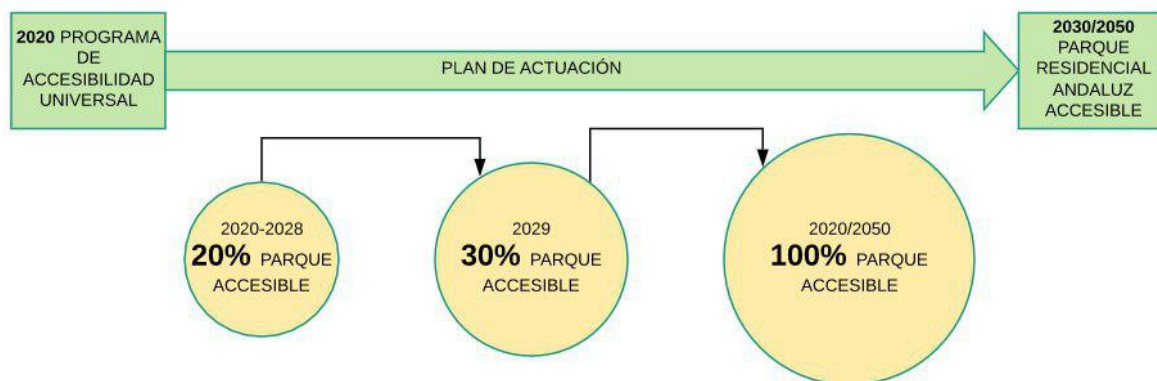 2020 PROGRAMA
DE
ACCESIBILIDAD
UNIVERSAL
PLAN DE ACTUACIÓN
2030/2050
PARQUE
RESIDENCIAL
ANDALUZ
ACCESIBLE
2020-2028
20% PARQUE
ACCESIBLE
2029
30% PARQUE
ACCESIBLE
2020/2050
100% PARQUE
ACCESIBLE